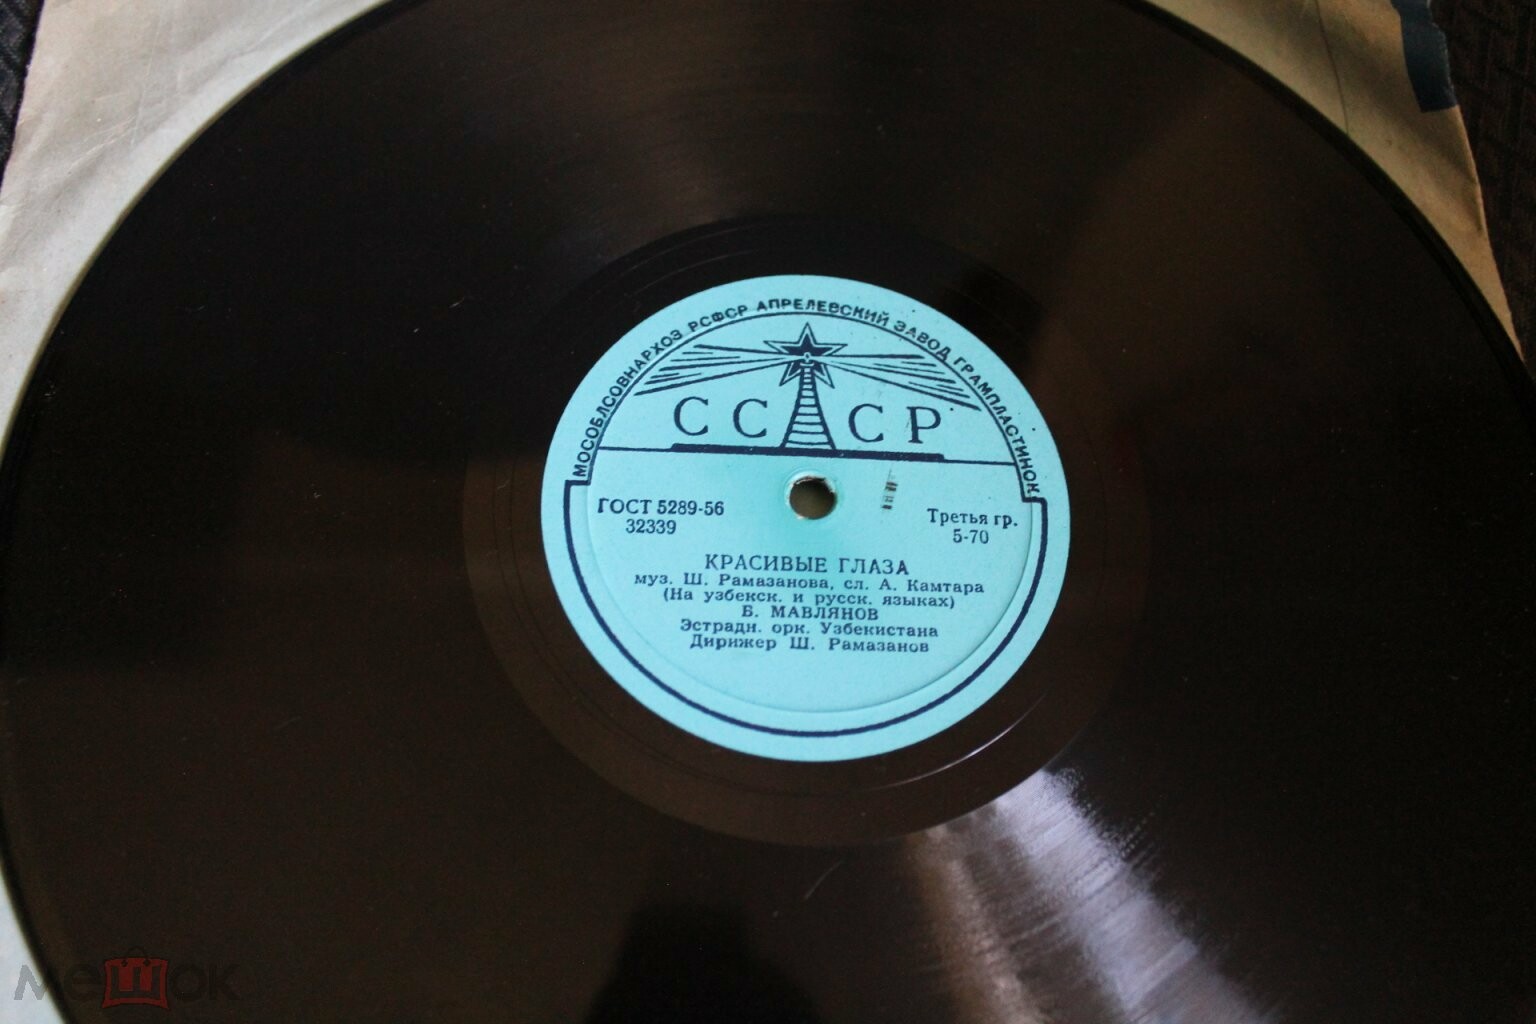 МОСОБЛСОВНАРХОЗ РСФСР АПРЕЛЕВСКИЙ ЗАВОД ГРАМПЛАСТИНОК
СССР
ГОСТ 5289-56
32339
Третья гр.
5-70
КРАСИВЫЕ ГЛАЗА
муз. Ш. Рамазанова, сл. А. Камтара
(На узбекск. и русск. языках)
Б. МАВЛЯНОВ
Эстрадн. орк. Узбекистана
Дирижер Ш. Рамазанов
мешок